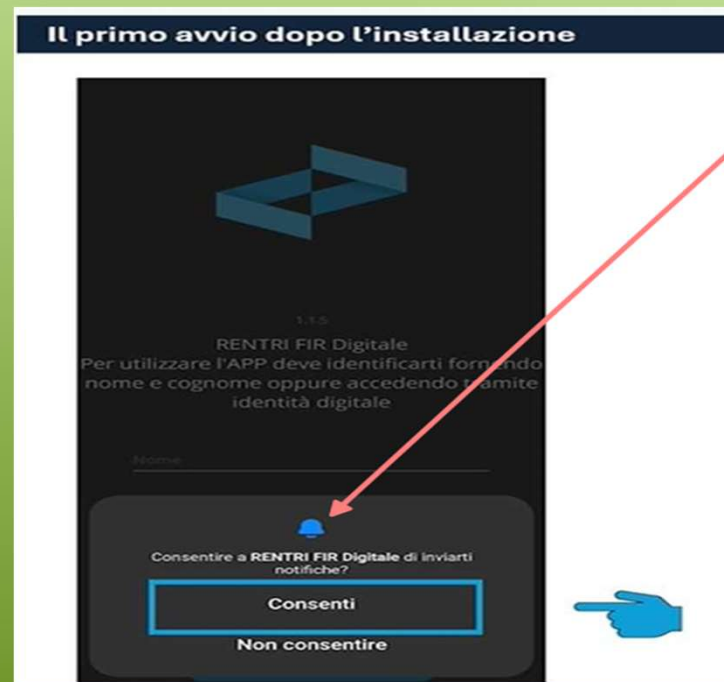 Il primo avvio dopo l'installazione
1.1.5
RENTRI FIR Digitale
Per utilizzare l'APP deve identificarti fornendo
nome e cognome oppure accedendo tramite
identità digitale
Nome
Consentire a RENTRI FIR Digitale di inviarti
notifiche?
Consenti
Non consentire